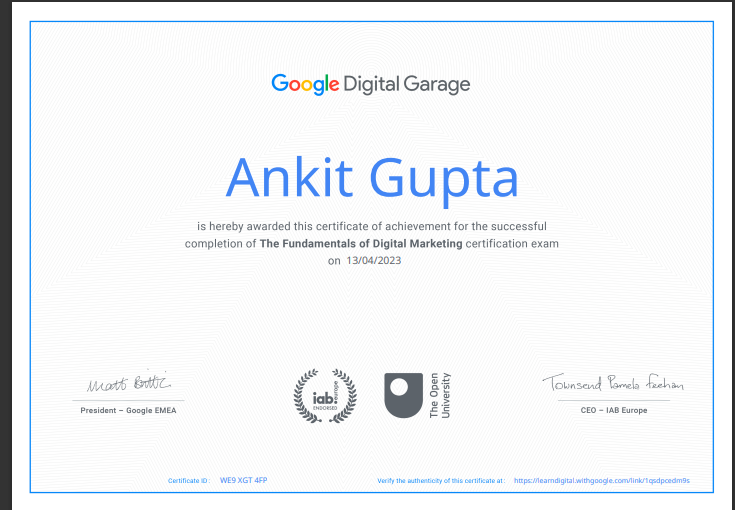 Google Digital Garage
Ankit Gupta
is hereby awarded this certificate of achievement for the successful
completion of The Fundamentals of Digital Marketing certification exam
on 13/04/2023
Matt Brittin
President – Google EMEA
iab.
europe
ENDORSED
The Open
University
Townsend Pamela Feehan
CEO – IAB Europe
Certificate ID: WE9 XGT 4FP
Verify the authenticity of this certificate at: https://learndigital.withgoogle.com/link/1qsdpcedm9s